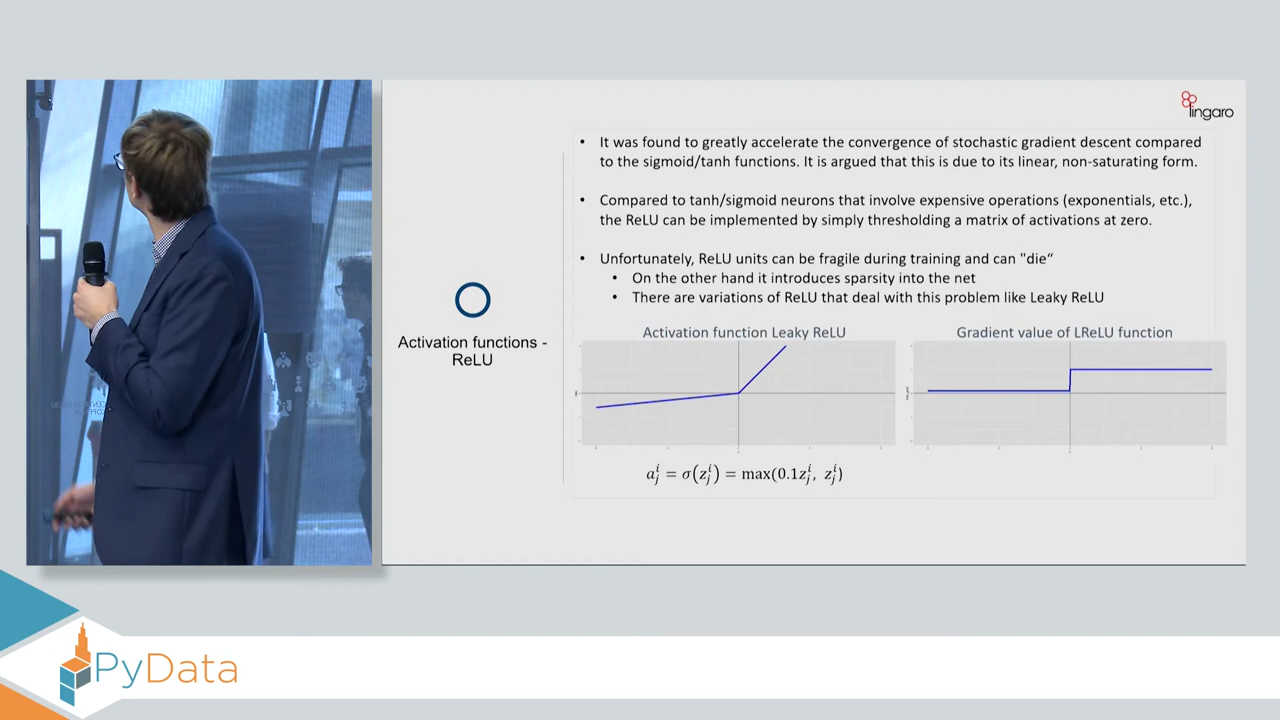 lingaro
• It was found to greatly accelerate the convergence of stochastic gradient descent compared
to the sigmoid/tanh functions. It is argued that this is due to its linear, non-saturating form.
• Compared to tanh/sigmoid neurons that involve expensive operations (exponentials, etc.),
the ReLU can be implemented by simply thresholding a matrix of activations at zero.
• Unfortunately, ReLU units can be fragile during training and can "die“
• On the other hand it introduces sparsity into the net
• There are variations of ReLU that deal with this problem like Leaky ReLU
Activation functions -
ReLU
Activation function Leaky ReLU
Gradient value of LReLU function
a_j^i = σ(z_j^i) = max(0.1z_j^i, z_j^i)
PyData